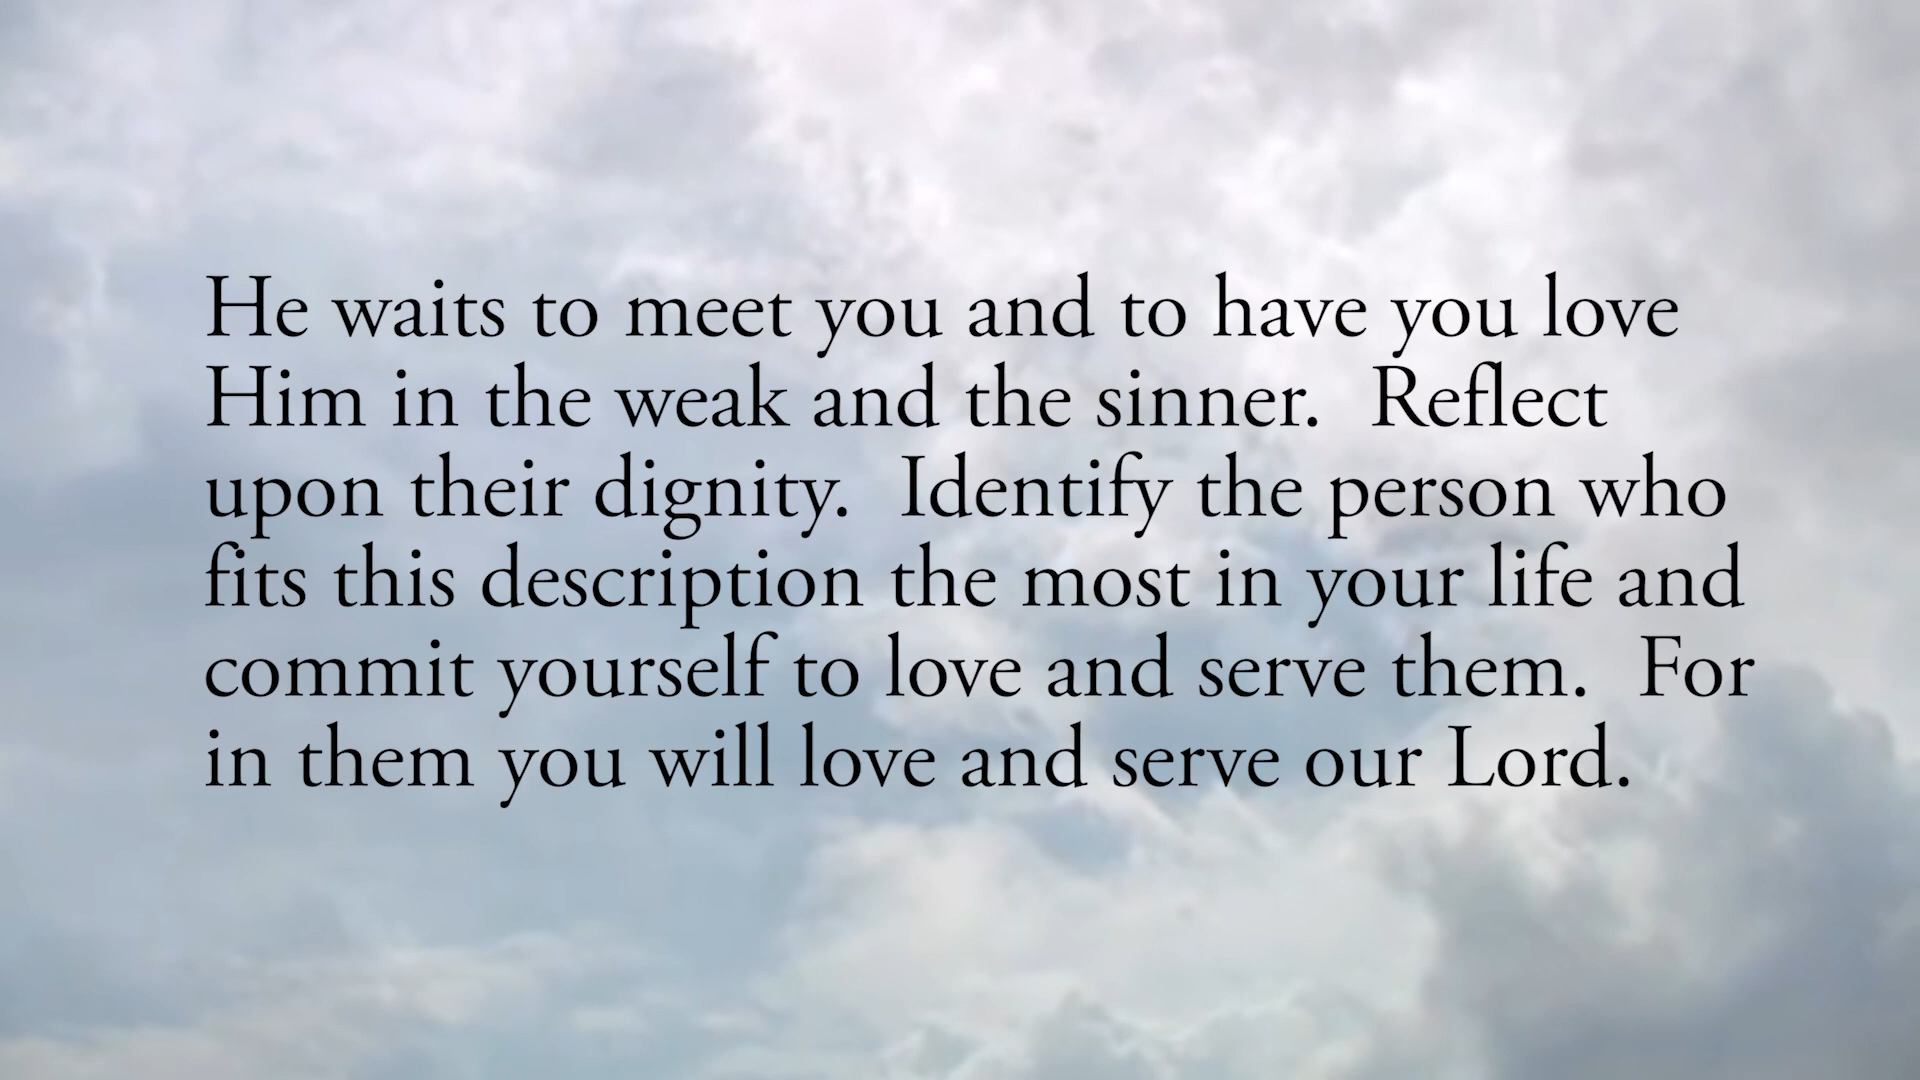 He waits to meet you and to have you love
Him in the weak and the sinner.  Reflect
upon their dignity.  Identify the person who
fits this description the most in your life and
commit yourself to love and serve them.  For
in them you will love and serve our Lord.